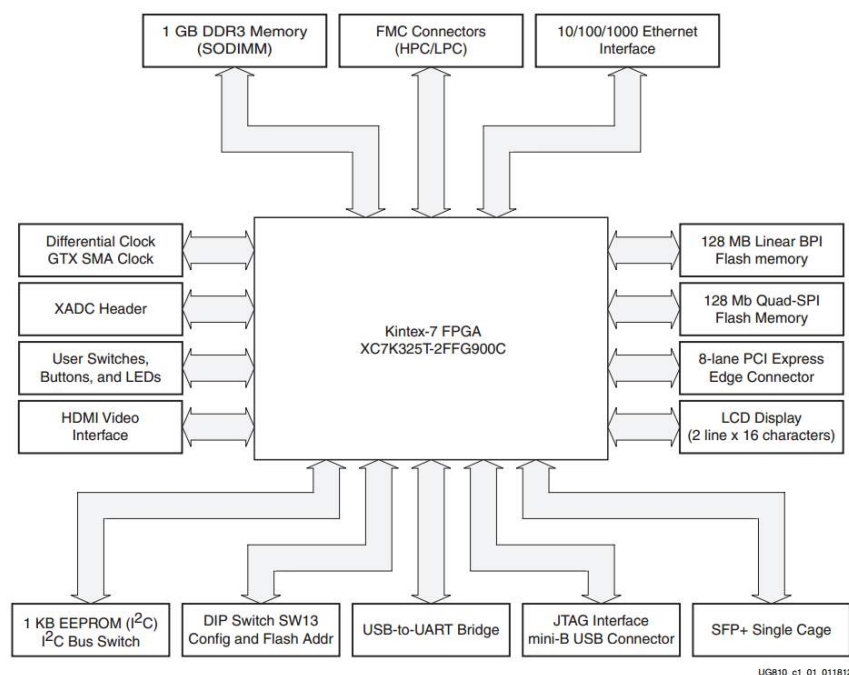 1 GB DDR3 Memory
(SODIMM)
FMC Connectors
(HPC/LPC)
10/100/1000 Ethernet
Interface
Differential Clock
GTX SMA Clock
XADC Header
User Switches,
Buttons, and LEDs
HDMI Video
Interface
Kintex-7 FPGA
XC7K325T-2FFG900C
128 MB Linear BPI
Flash memory
128 Mb Quad-SPI
Flash Memory
8-lane PCI Express
Edge Connector
LCD Display
(2 line x 16 characters)
1 KB EEPROM (I²C)
I²C Bus Switch
DIP Switch SW13
Config and Flash Addr
USB-to-UART Bridge
JTAG Interface
mini-B USB Connector
SFP+ Single Cage
UG810_c1_01_011812